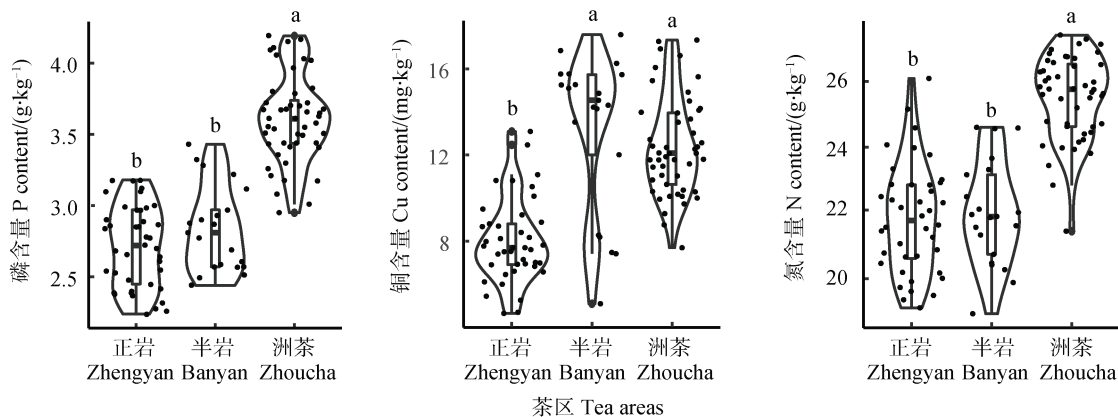 磷含量 P content/(g·kg⁻¹)
4.0
3.5
3.0
2.5
b
b
a
正岩
Zhengyan
半岩
Banyan
洲茶
Zhoucha
铜含量 Cu content/(mg·kg⁻¹)
16
12
8
b
a
a
正岩
Zhengyan
半岩
Banyan
洲茶
Zhoucha
氮含量 N content/(g·kg⁻¹)
26
24
22
20
b
b
a
正岩
Zhengyan
半岩
Banyan
洲茶
Zhoucha
茶区 Tea areas